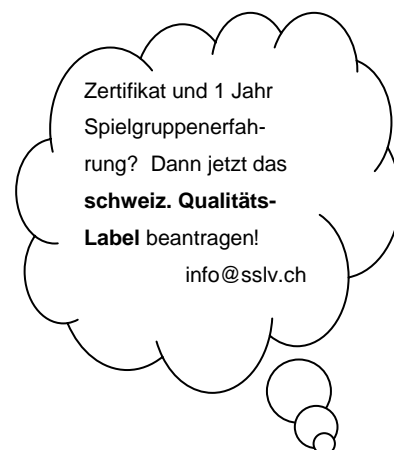 Zertifikat und 1 Jahr
Spielgruppenerfah-
rung?  Dann jetzt das
schweiz. Qualitäts-
Label beantragen!
info@sslv.ch